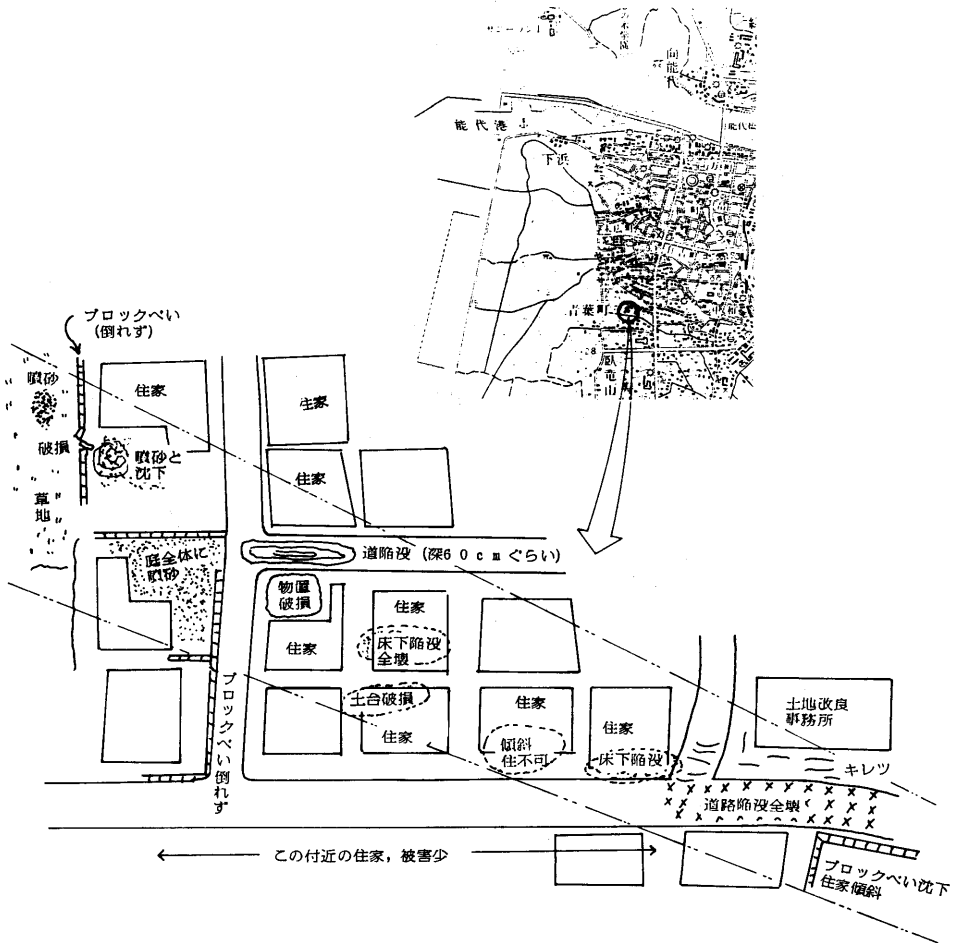 向能代
能代港
下浜
青葉町
臥竜山
28
ブロックべい
(倒れず)
噴砂
破損
草地
住家
噴砂と
沈下
住家
住家
道陥没(深60cmぐらい)
庭全体に
噴砂
物置
破損
住家
住家
床下陥没
全壊
土台破損
住家
住家
傾斜
住不可
住家
床下陥没
ブロックべい倒れず
土地改良
事務所
キレツ
道路陥没全壊
この付近の住家,被害少
ブロックべい沈下
住家傾斜